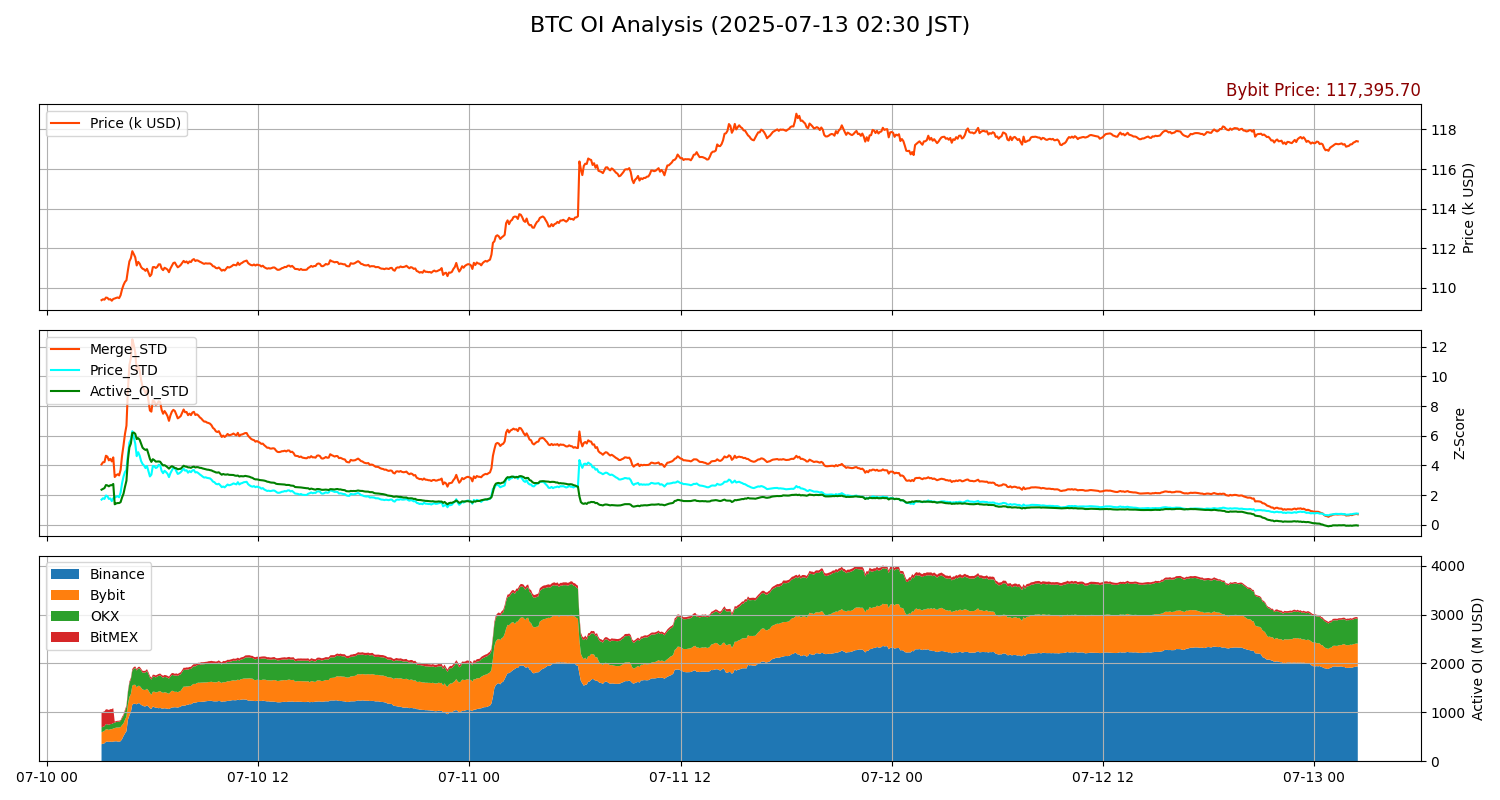 BTC OI Analysis (2025-07-13 02:30 JST)
Bybit Price: 117,395.70
Price (k USD)
118
116
114
112
110
Price (k USD)
Merge_STD
Price_STD
Active_OI_STD
12
10
8
6
4
2
0
Z-Score
Binance
Bybit
OKX
BitMEX
4000
3000
2000
1000
0
Active OI (M USD)
07-10 00
07-10 12
07-11 00
07-11 12
07-12 00
07-12 12
07-13 00